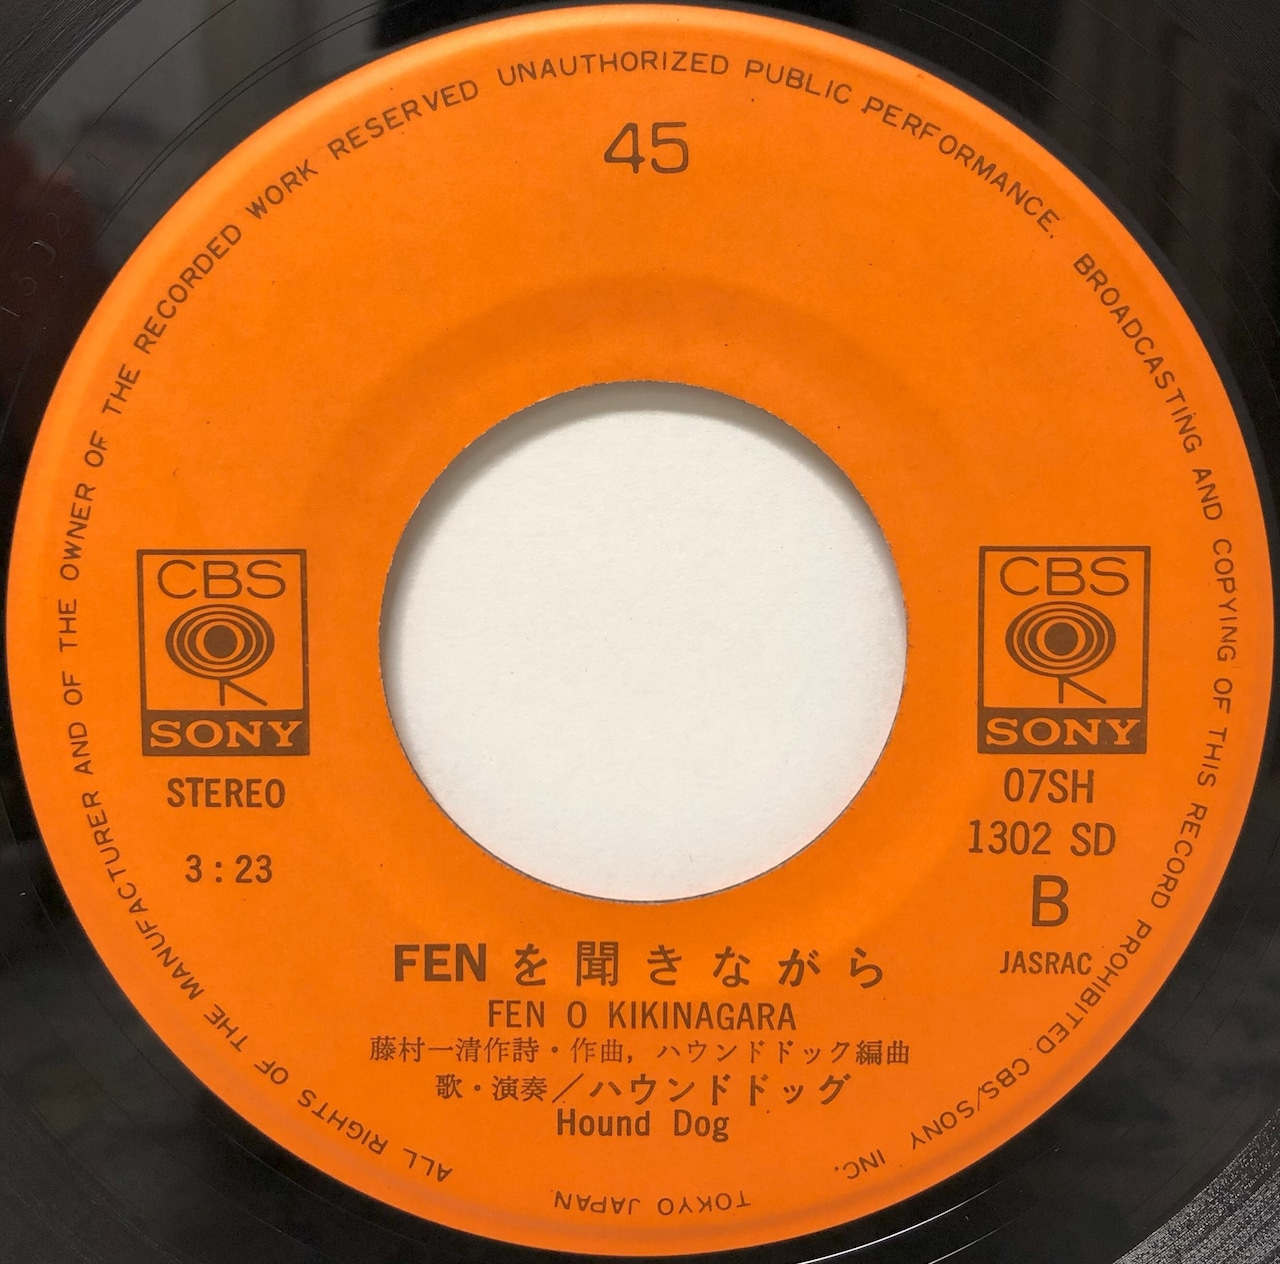 ALL RIGHTS OF THE MANUFACTURER AND OF THE OWNER OF THE RECORDED WORK RESERVED UNAUTHORIZED PUBLIC PERFORMANCE, BROADCASTING AND COPYING OF THIS RECORD PROHIBITED CBS/SONY INC.
TOKYO JAPAN
45
CBS
SONY
STEREO
3:23
CBS
SONY
07SH
1302 SD
B
JASRAC
FENを聞きながら
FEN O KIKINAGARA
藤村一清作詩・作曲, ハウンドドック編曲
歌・演奏/ハウンドドッグ
Hound Dog